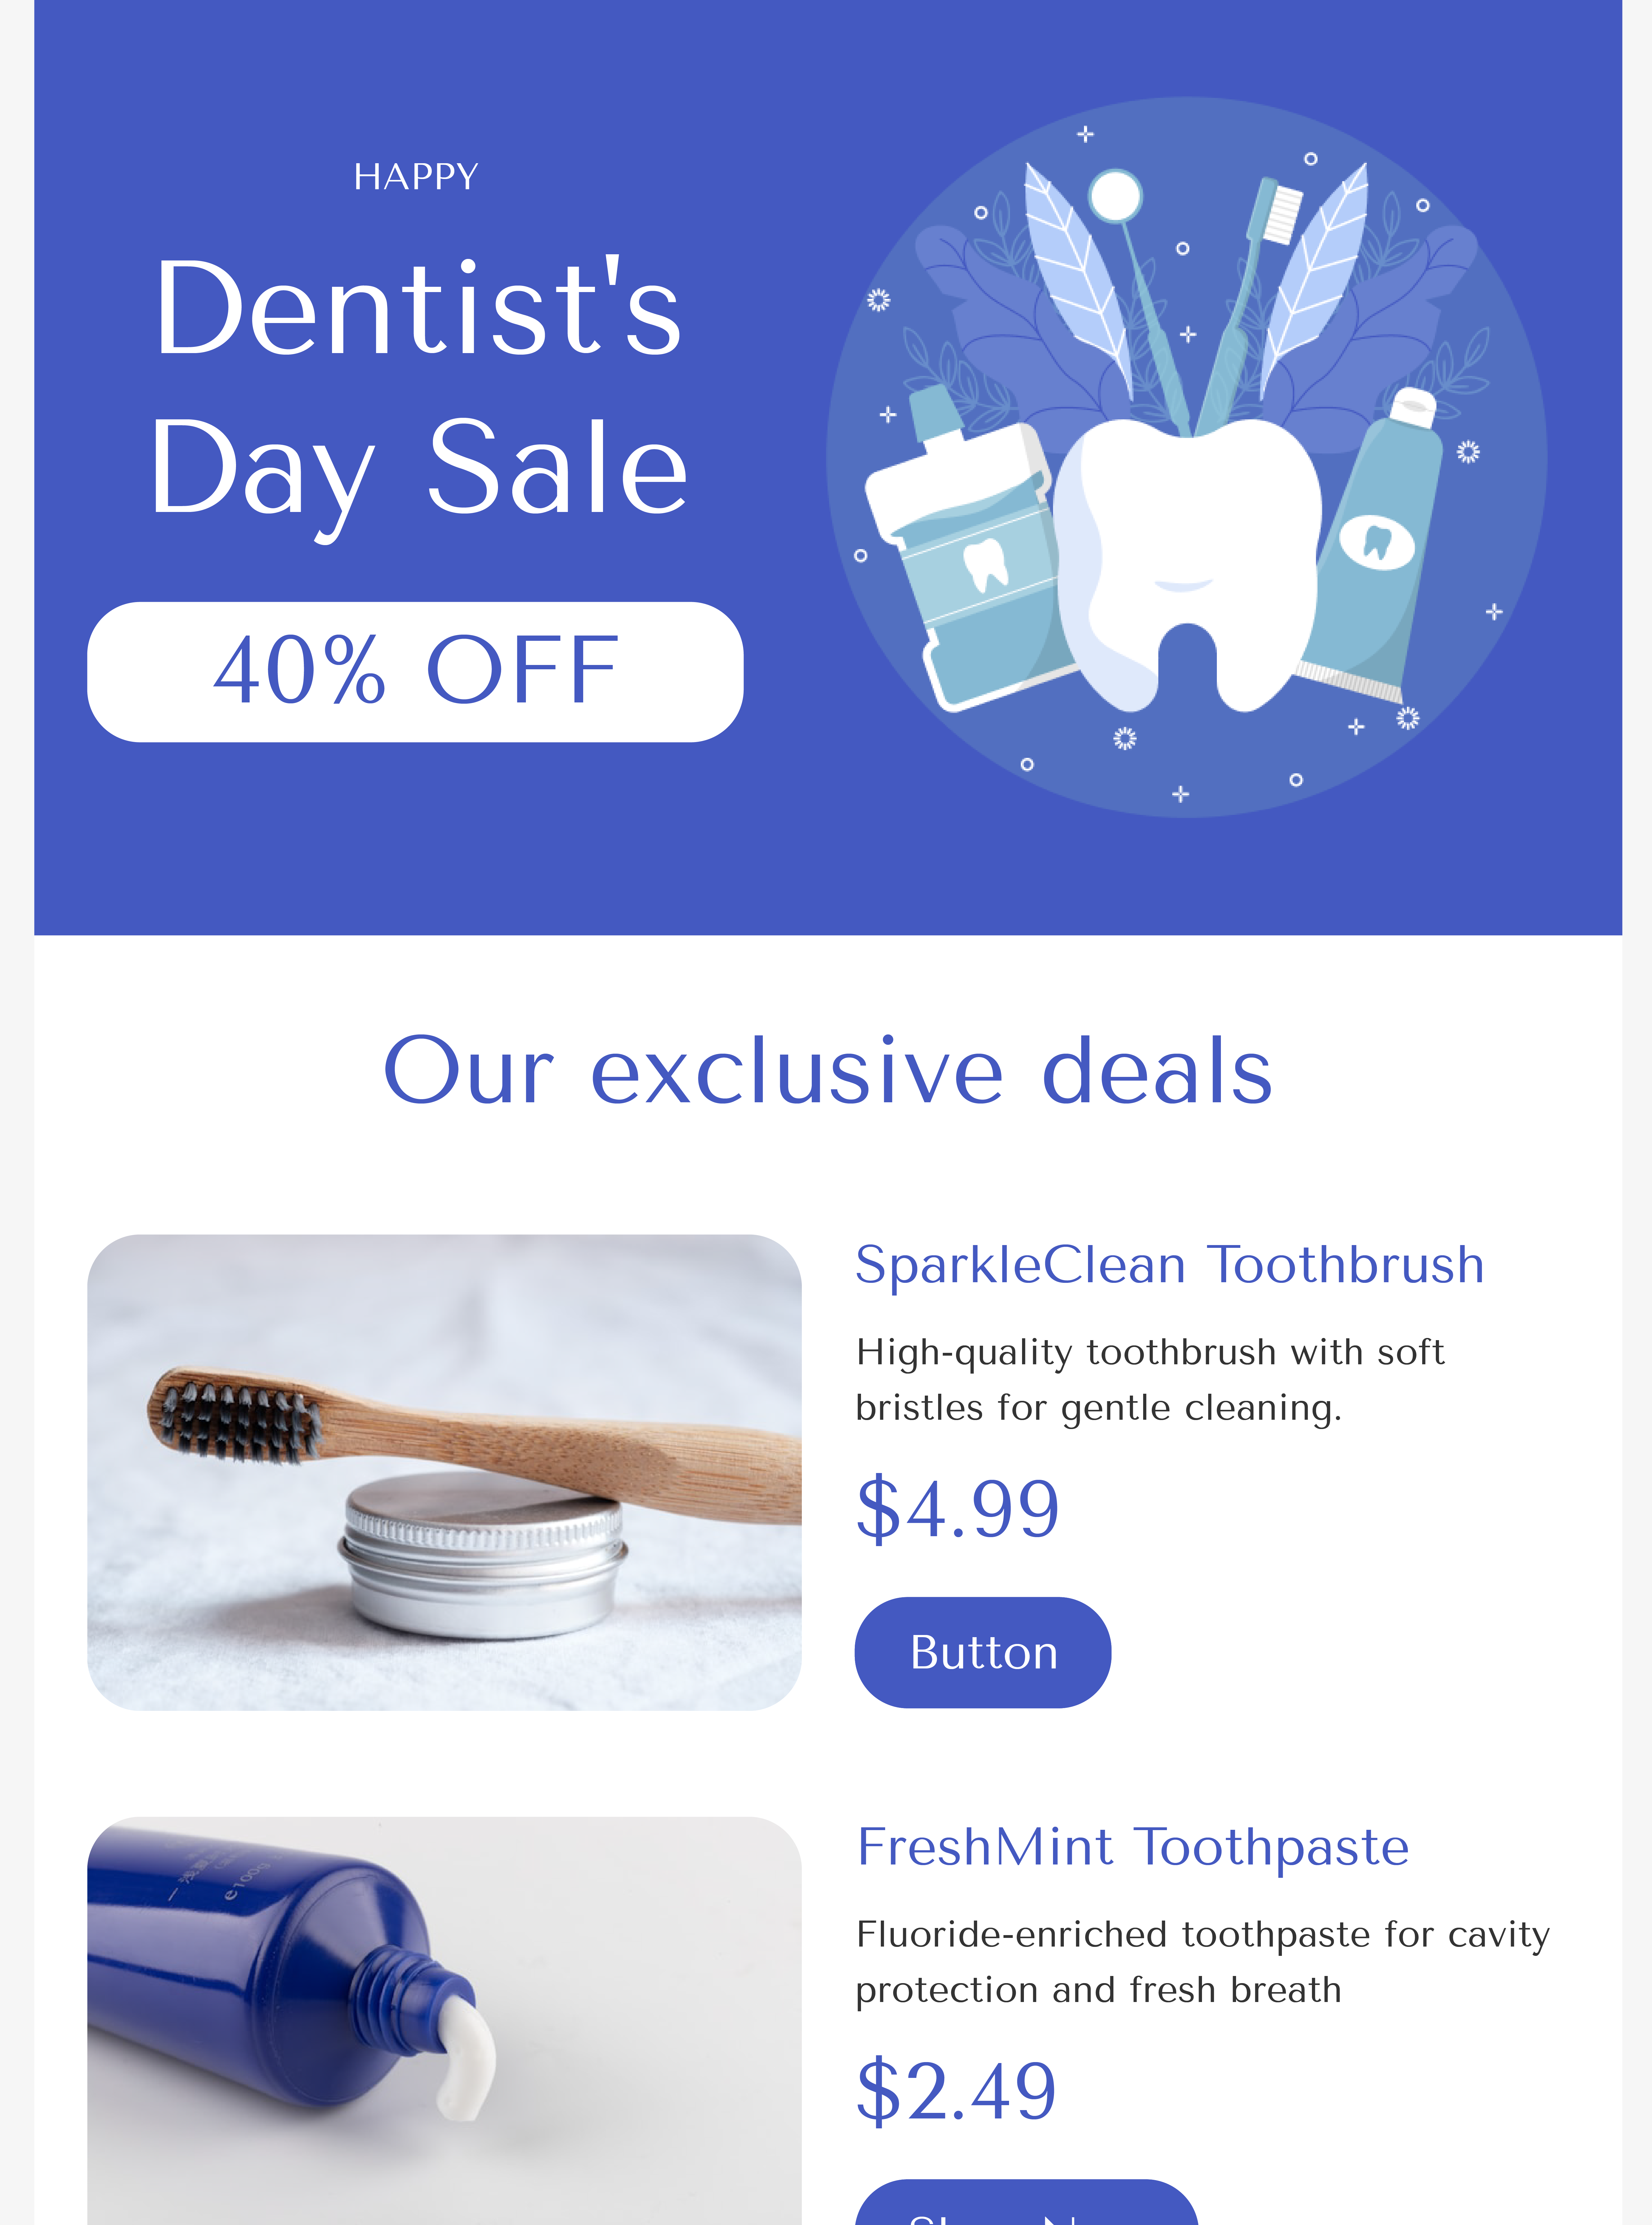 HAPPY
Dentist's
Day Sale
40% OFF
Our exclusive deals
SparkleClean Toothbrush
High-quality toothbrush with soft
bristles for gentle cleaning.
$4.99
Button
FreshMint Toothpaste
Fluoride-enriched toothpaste for cavity
protection and fresh breath
$2.49